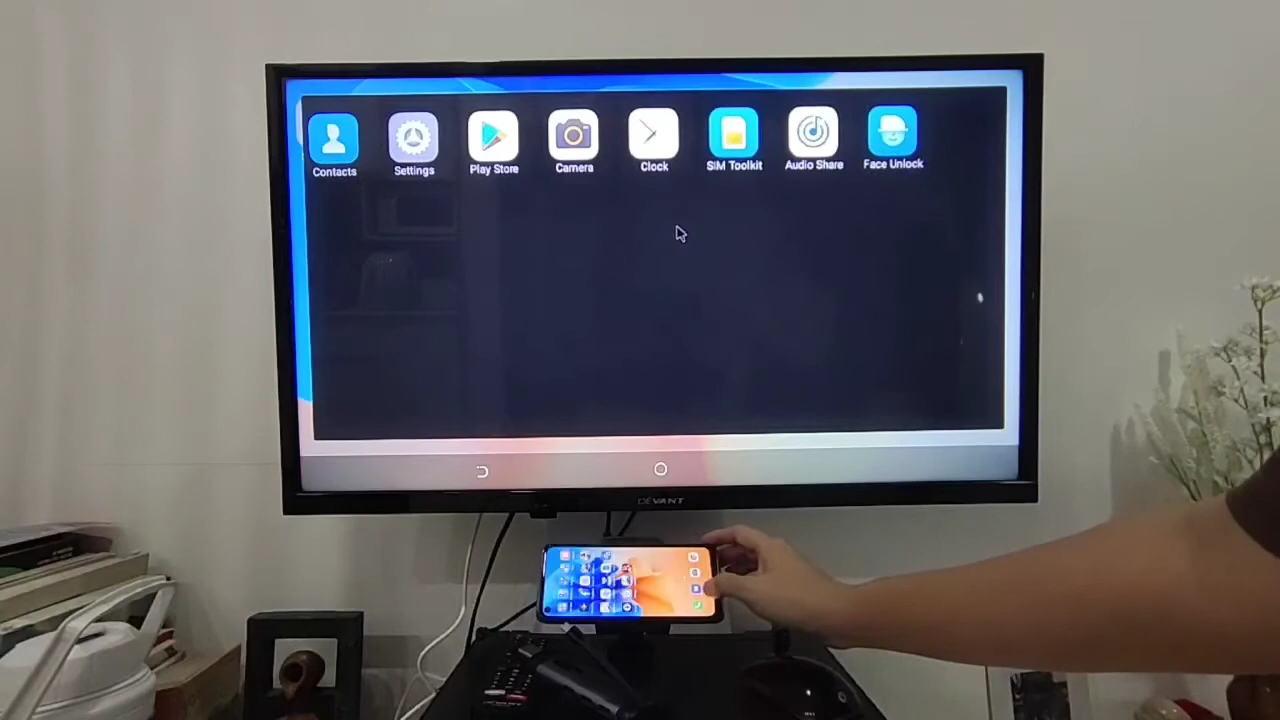 Contacts
Settings
Play Store
Camera
Clock
SIM Toolkit
Audio Share
Face Unlock
DEVANT